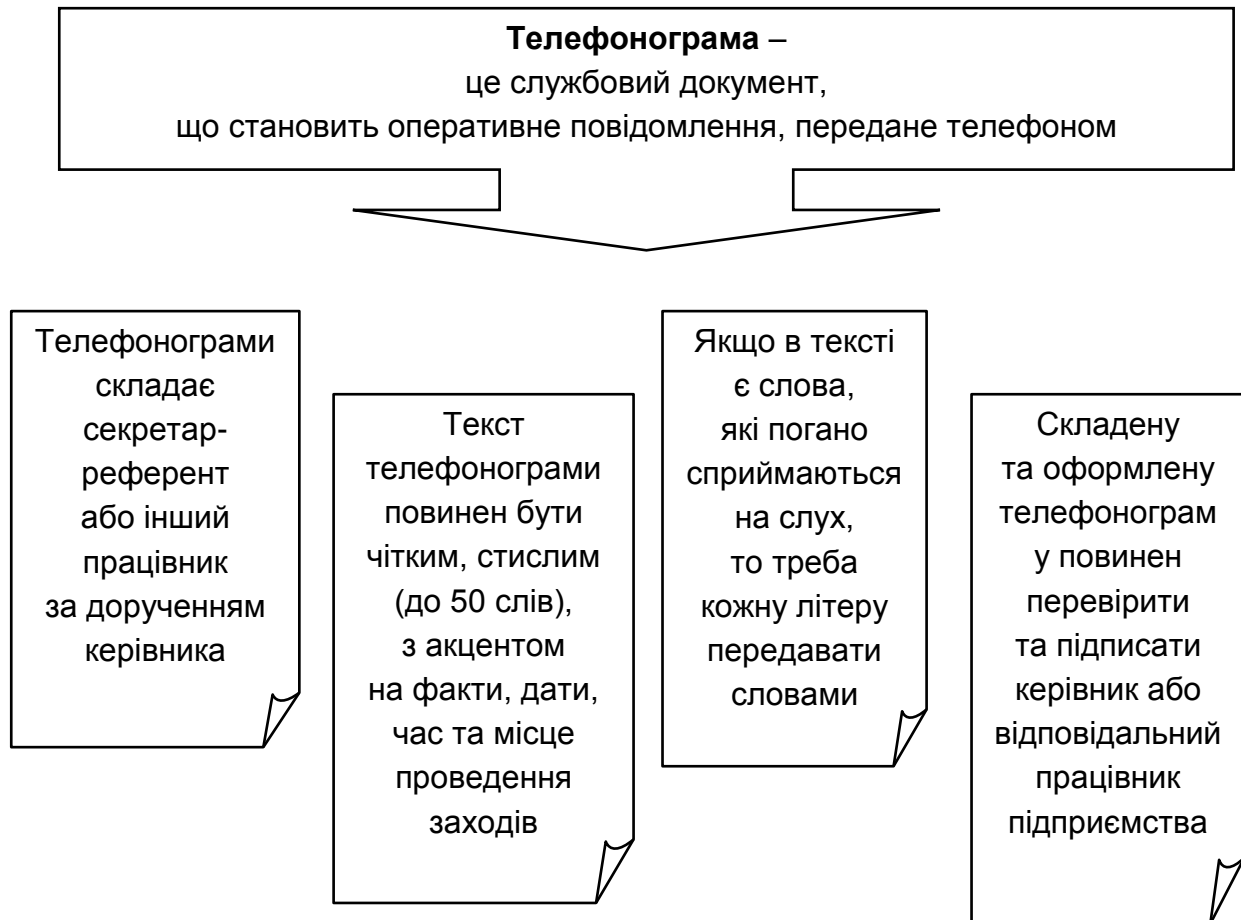 Телефонограма –
це службовий документ,
що становить оперативне повідомлення, передане телефоном
Телефонограми
складає
секретар-
референт
або інший
працівник
за дорученням
керівника
Текст
телефонограми
повинен бути
чітким, стислим
(до 50 слів),
з акцентом
на факти, дати,
час та місце
проведення
заходів
Якщо в тексті
є слова,
які погано
сприймаються
на слух,
то треба
кожну літеру
передавати
словами
Складену
та оформлену
телефонограм
у повинен
перевірити
та підписати
керівник або
відповідальний
працівник
підприємства